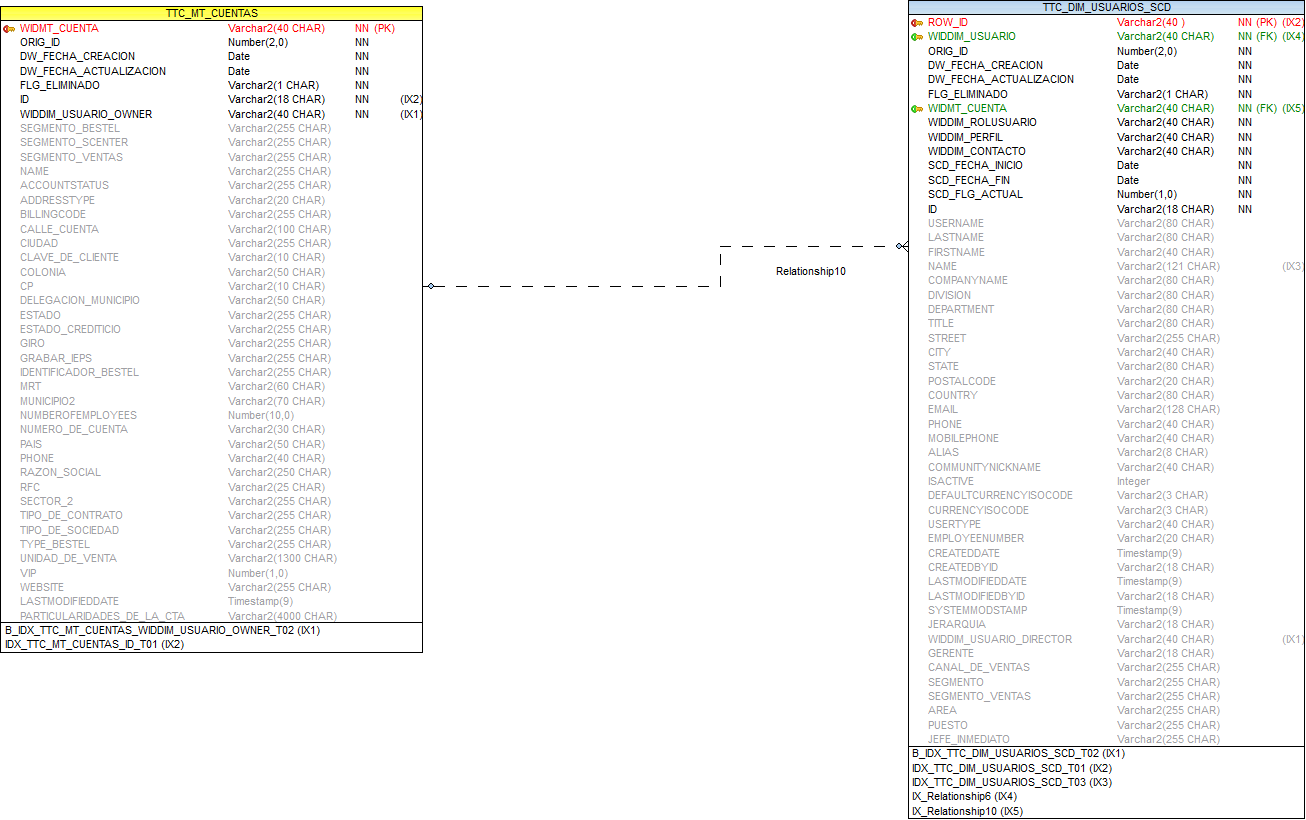 TTC_MT_CUENTAS
WIDMT_CUENTA Varchar2(40 CHAR) NN (PK)
ORIG_ID Number(2,0) NN
DW_FECHA_CREACION Date NN
DW_FECHA_ACTUALIZACION Date NN
FLG_ELIMINADO Varchar2(1 CHAR) NN
ID Varchar2(18 CHAR) NN (IX2)
WIDDIM_USUARIO_OWNER Varchar2(40 CHAR) NN (IX1)
SEGMENTO_BESTEL Varchar2(255 CHAR)
SEGMENTO_SCENTER Varchar2(255 CHAR)
SEGMENTO_VENTAS Varchar2(255 CHAR)
NAME Varchar2(255 CHAR)
ACCOUNTSTATUS Varchar2(255 CHAR)
ADDRESSTYPE Varchar2(20 CHAR)
BILLINGCODE Varchar2(255 CHAR)
CALLE_CUENTA Varchar2(100 CHAR)
CIUDAD Varchar2(255 CHAR)
CLAVE_DE_CLIENTE Varchar2(10 CHAR)
COLONIA Varchar2(50 CHAR)
CP Varchar2(10 CHAR)
DELEGACION_MUNICIPIO Varchar2(50 CHAR)
ESTADO Varchar2(255 CHAR)
ESTADO_CREDITICIO Varchar2(255 CHAR)
GIRO Varchar2(255 CHAR)
GRABAR_IEPS Varchar2(255 CHAR)
IDENTIFICADOR_BESTEL Varchar2(255 CHAR)
MRT Varchar2(60 CHAR)
MUNICIPIO2 Varchar2(70 CHAR)
NUMBEROFEMPLOYEES Number(10,0)
NUMERO_DE_CUENTA Varchar2(30 CHAR)
PAIS Varchar2(50 CHAR)
PHONE Varchar2(40 CHAR)
RAZON_SOCIAL Varchar2(250 CHAR)
RFC Varchar2(25 CHAR)
SECTOR_2 Varchar2(255 CHAR)
TIPO_DE_CONTRATO Varchar2(255 CHAR)
TIPO_DE_SOCIEDAD Varchar2(255 CHAR)
TYPE_BESTEL Varchar2(255 CHAR)
UNIDAD_DE_VENTA Varchar2(1300 CHAR)
VIP Number(1,0)
WEBSITE Varchar2(255 CHAR)
LASTMODIFIEDDATE Timestamp(9)
PARTICULARIDADES_DE_LA_CTA Varchar2(4000 CHAR)
B_IDX_TTC_MT_CUENTAS_WIDDIM_USUARIO_OWNER_T02 (IX1)
IDX_TTC_MT_CUENTAS_ID_T01 (IX2)
Relationship10
TTC_DIM_USUARIOS_SCD
ROW_ID Varchar2(40 ) NN (PK) (IX2)
WIDDIM_USUARIO Varchar2(40 CHAR) NN (FK) (IX4)
ORIG_ID Number(2,0) NN
DW_FECHA_CREACION Date NN
DW_FECHA_ACTUALIZACION Date NN
FLG_ELIMINADO Varchar2(1 CHAR) NN
WIDMT_CUENTA Varchar2(40 CHAR) NN (FK) (IX5)
WIDDIM_ROLUSUARIO Varchar2(40 CHAR) NN
WIDDIM_PERFIL Varchar2(40 CHAR) NN
WIDDIM_CONTACTO Varchar2(40 CHAR) NN
SCD_FECHA_INICIO Date NN
SCD_FECHA_FIN Date NN
SCD_FLG_ACTUAL Number(1,0) NN
ID Varchar2(18 CHAR) NN
USERNAME Varchar2(80 CHAR)
LASTNAME Varchar2(80 CHAR)
FIRSTNAME Varchar2(40 CHAR)
NAME Varchar2(121 CHAR) (IX3)
COMPANYNAME Varchar2(80 CHAR)
DIVISION Varchar2(80 CHAR)
DEPARTMENT Varchar2(80 CHAR)
TITLE Varchar2(80 CHAR)
STREET Varchar2(255 CHAR)
CITY Varchar2(40 CHAR)
STATE Varchar2(80 CHAR)
POSTALCODE Varchar2(20 CHAR)
COUNTRY Varchar2(80 CHAR)
EMAIL Varchar2(128 CHAR)
PHONE Varchar2(40 CHAR)
MOBILEPHONE Varchar2(40 CHAR)
ALIAS Varchar2(8 CHAR)
COMMUNITYNICKNAME Varchar2(40 CHAR)
ISACTIVE Integer
DEFAULTCURRENCYISOCODE Varchar2(3 CHAR)
CURRENCYISOCODE Varchar2(3 CHAR)
USERTYPE Varchar2(40 CHAR)
EMPLOYEENUMBER Varchar2(20 CHAR)
CREATEDDATE Timestamp(9)
CREATEDBYID Varchar2(18 CHAR)
LASTMODIFIEDDATE Timestamp(9)
LASTMODIFIEDBYID Varchar2(18 CHAR)
SYSTEMMODSTAMP Timestamp(9)
JERARQUIA Varchar2(18 CHAR)
WIDDIM_USUARIO_DIRECTOR Varchar2(40 CHAR) (IX1)
GERENTE Varchar2(18 CHAR)
CANAL_DE_VENTAS Varchar2(255 CHAR)
SEGMENTO Varchar2(255 CHAR)
SEGMENTO_VENTAS Varchar2(255 CHAR)
AREA Varchar2(255 CHAR)
PUESTO Varchar2(255 CHAR)
JEFE_INMEDIATO Varchar2(255 CHAR)
B_IDX_TTC_DIM_USUARIOS_SCD_T02 (IX1)
IDX_TTC_DIM_USUARIOS_SCD_T01 (IX2)
IDX_TTC_DIM_USUARIOS_SCD_T03 (IX3)
IX_Relationship6 (IX4)
IX_Relationship10 (IX5)